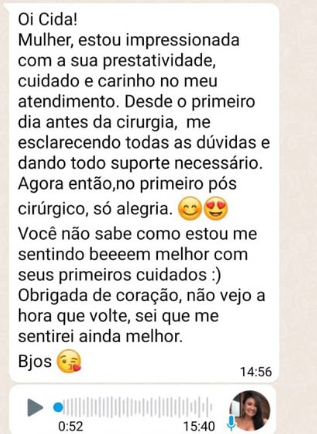 Oi Cida!
Mulher, estou impressionada
com a sua prestatividade,
cuidado e carinho no meu
atendimento. Desde o primeiro
dia antes da cirurgia,  me
esclarecendo todas as dúvidas e
dando todo suporte necessário.
Agora então,no primeiro pós
cirúrgico, só alegria. 😊😍
Você não sabe como estou me
sentindo beeeem melhor com
seus primeiros cuidados :)
Obrigada de coração, não vejo a
hora que volte, sei que me
sentirei ainda melhor.
Bjos 😘
14:56
0:52 15:40